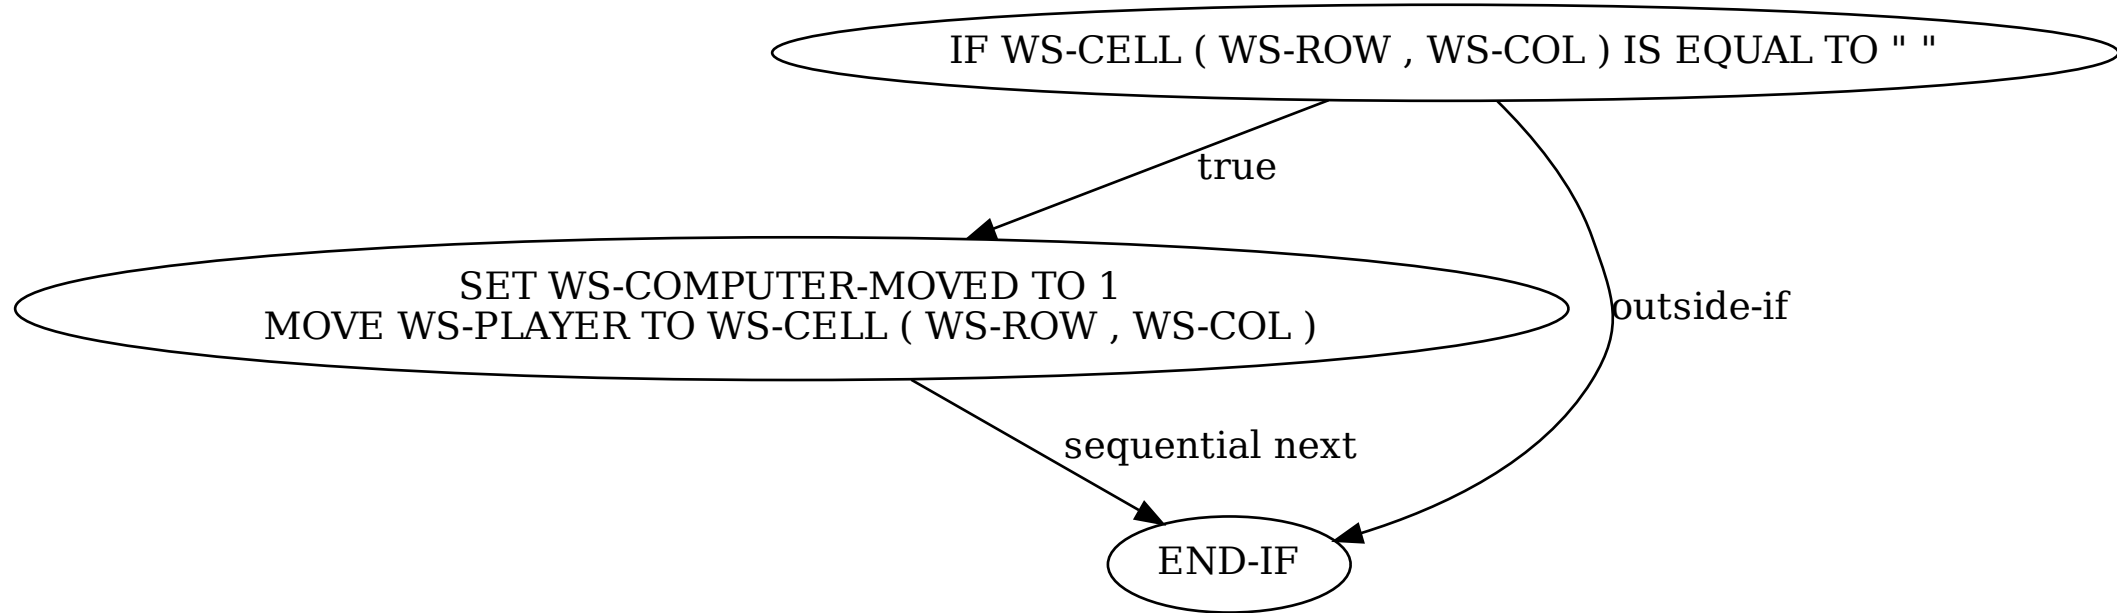 IF WS-CELL ( WS-ROW , WS-COL ) IS EQUAL TO " "
true
SET WS-COMPUTER-MOVED TO 1
MOVE WS-PLAYER TO WS-CELL ( WS-ROW , WS-COL )
outside-if
sequential next
END-IF